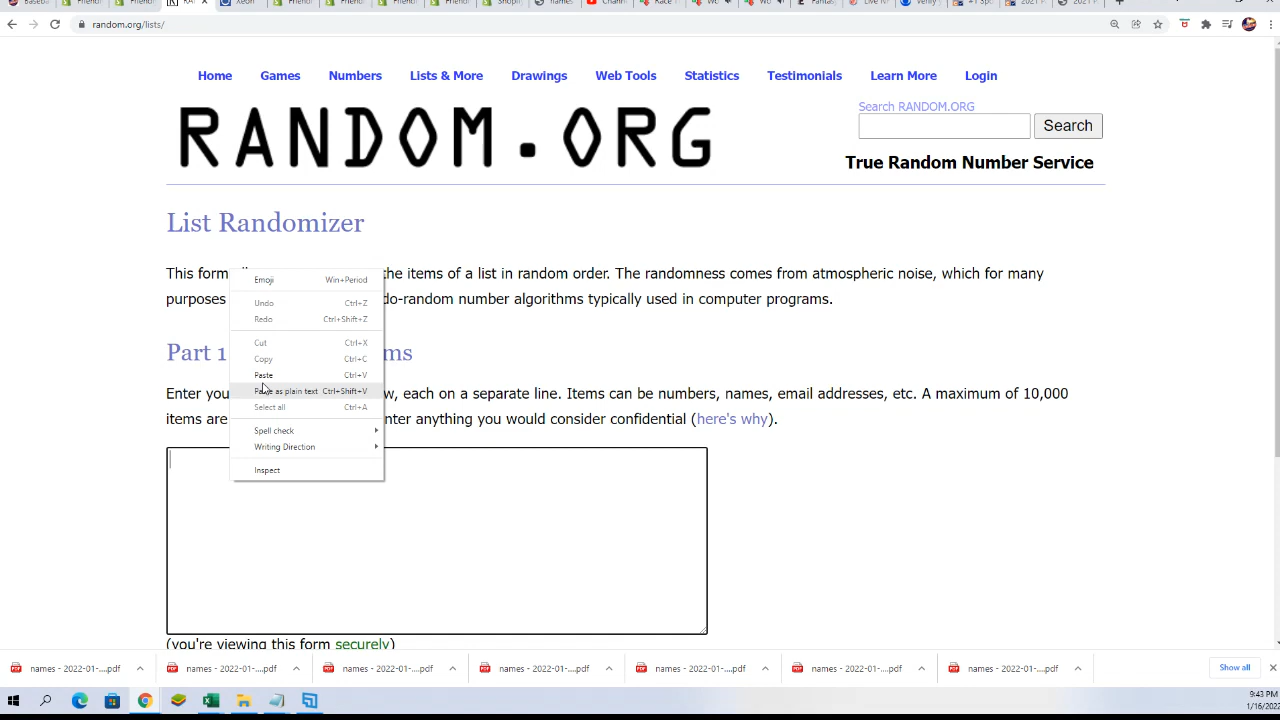 random.org/lists/
Home Games Numbers Lists & More Drawings Web Tools Statistics Testimonials Learn More Login
RANDOM.ORG
Search RANDOM.ORG
Search
True Random Number Service
List Randomizer
This form the items of a list in random order. The randomness comes from atmospheric noise, which for many
purposes do-random number algorithms typically used in computer programs.
Emoji Win+Period
Undo Ctrl+Z
Redo Ctrl+Shift+Z
Cut Ctrl+X
Copy Ctrl+C
Paste Ctrl+V
Paste as plain text Ctrl+Shift+V
Select all Ctrl+A
Spell check
Writing Direction
Inspect
Part 1 ms
Enter you w, each on a separate line. Items can be numbers, names, email addresses, etc. A maximum of 10,000
items are nter anything you would consider confidential (here's why).
(you're viewing this form securely)
names - 2022-01-....pdf names - 2022-01-....pdf names - 2022-01-....pdf names - 2022-01-....pdf names - 2022-01-....pdf names - 2022-01-....pdf names - 2022-01-....pdf Show all
9:43 PM
1/16/2022